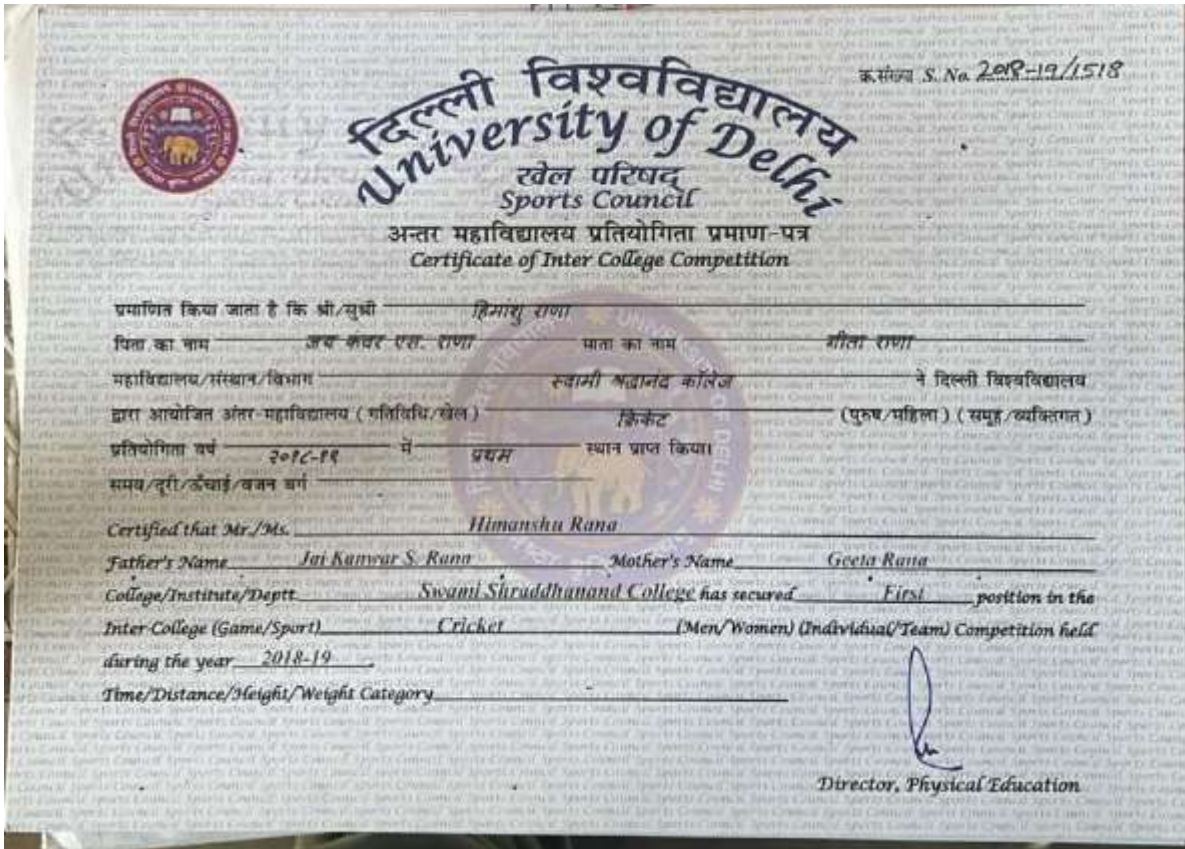 क्र.संख्या S. No. 2018-19/1518
दिल्ली विश्वविद्यालय
University of Delhi
खेल परिषद्
Sports Council
अन्तर महाविद्यालय प्रतियोगिता प्रमाण-पत्र
Certificate of Inter College Competition
प्रमाणित किया जाता है कि श्री/सुश्री हिमांशु राणा
पिता का नाम जय कंवर एस. राणा माता का नाम गीता राणा
महाविद्यालय/संस्थान/विभाग स्वामी श्रद्धानंद कॉलेज ने दिल्ली विश्वविद्यालय
द्वारा आयोजित अंतर-महाविद्यालय (गतिविधि/खेल) क्रिकेट (पुरुष/महिला) (समूह/व्यक्तिगत)
प्रतियोगिता वर्ष २०१८-१९ में प्रथम स्थान प्राप्त किया।
समय/दूरी/ऊँचाई/वजन वर्ग
Certified that Mr./Ms. Himanshu Rana
Father's Name Jai Kanwar S. Rana Mother's Name Geeta Rana
College/Institute/Deptt. Swami Shraddhanand College has secured First position in the
Inter College (Game/Sport) Cricket (Men/Women) (Individual/Team) Competition held
during the year 2018-19.
Time/Distance/Height/Weight Category -
Director, Physical Education